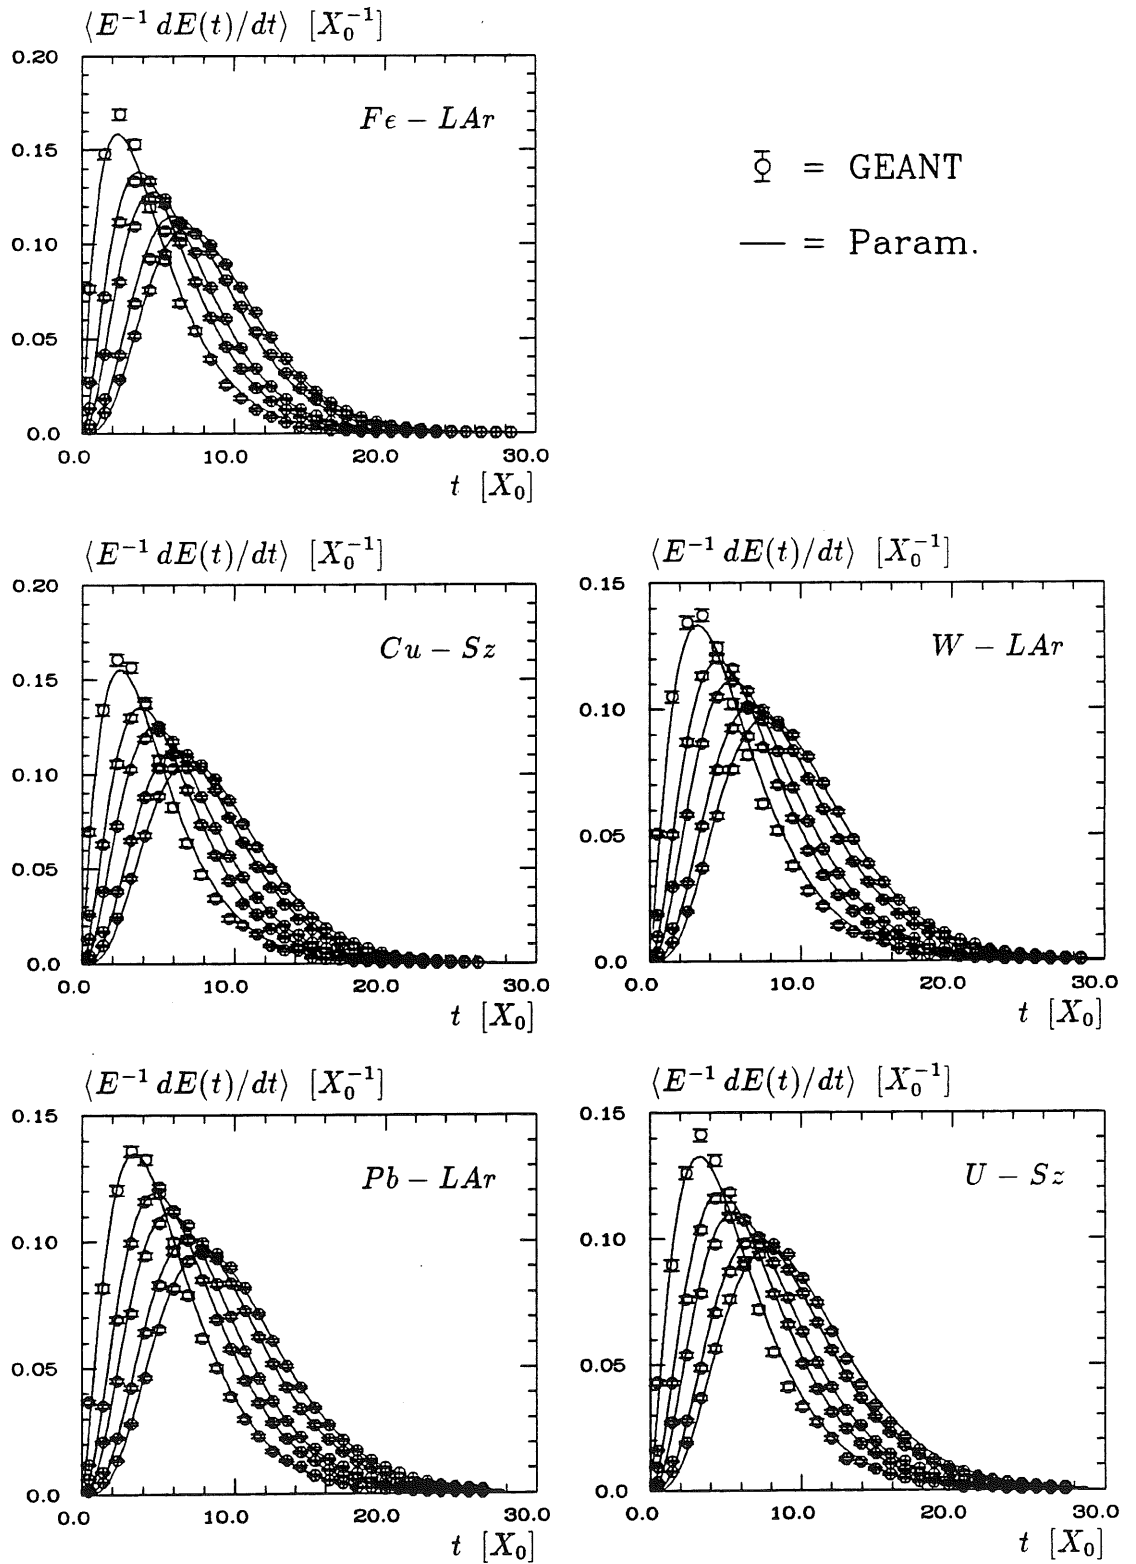 ⟨E⁻¹ dE(t)/dt⟩ [X₀⁻¹]
0.20
0.15
0.10
0.05
0.0
Fe – LAr
0.0 10.0 20.0 30.0
t [X₀]
= GEANT
= Param.
⟨E⁻¹ dE(t)/dt⟩ [X₀⁻¹]
0.20
0.15
0.10
0.05
0.0
Cu – Sz
0.0 10.0 20.0 30.0
t [X₀]
⟨E⁻¹ dE(t)/dt⟩ [X₀⁻¹]
0.15
0.10
0.05
0.0
W – LAr
0.0 10.0 20.0 30.0
t [X₀]
⟨E⁻¹ dE(t)/dt⟩ [X₀⁻¹]
0.15
0.10
0.05
0.0
Pb – LAr
0.0 10.0 20.0 30.0
t [X₀]
⟨E⁻¹ dE(t)/dt⟩ [X₀⁻¹]
0.15
0.10
0.05
0.0
U – Sz
0.0 10.0 20.0 30.0
t [X₀]